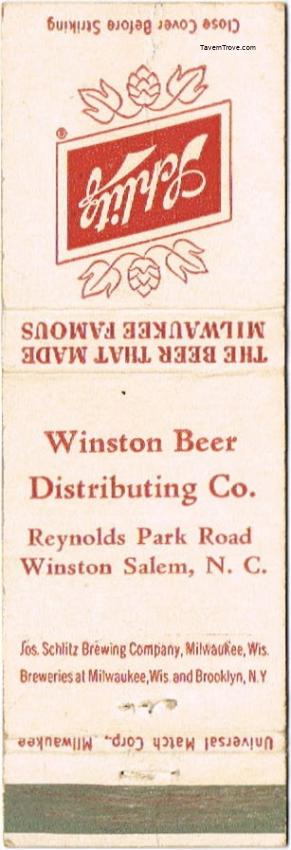 TavernTrove.com
Close Cover Before Striking
Schlitz
®
THE BEER THAT MADE
MILWAUKEE FAMOUS
Winston Beer
Distributing Co.
Reynolds Park Road
Winston Salem, N. C.
Jos. Schlitz Brewing Company, Milwaukee, Wis.
Breweries at Milwaukee, Wis. and Brooklyn, N.Y
Universal Match Corp., Milwaukee